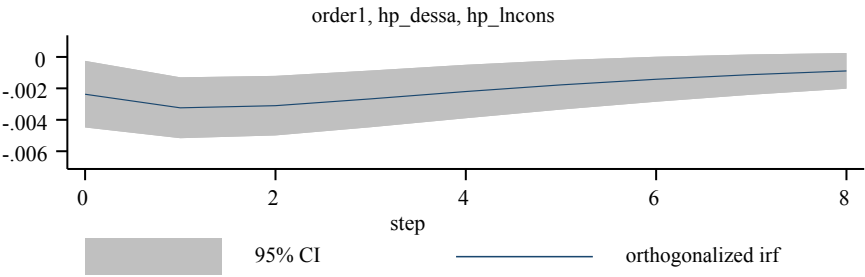 order1, hp_dessa, hp_lncons
0
-.002
-.004
-.006
0 2 4 6 8
step
95% CI orthogonalized irf